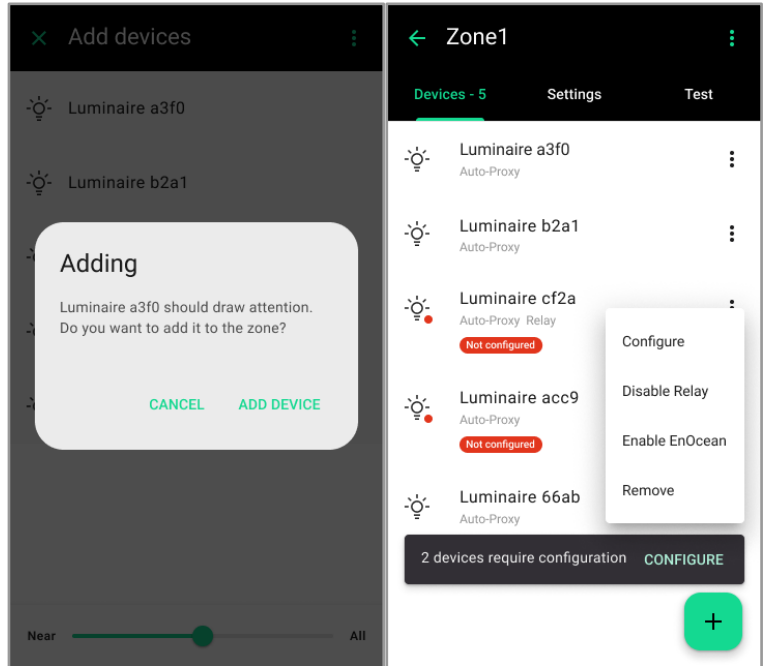 Add devices
Luminaire a3f0
Luminaire b2a1
Adding
Luminaire a3f0 should draw attention.
Do you want to add it to the zone?
CANCEL ADD DEVICE
Near All
Zone1
Devices - 5 Settings Test
Luminaire a3f0
Auto-Proxy
Luminaire b2a1
Auto-Proxy
Luminaire cf2a
Auto-Proxy Relay
Not configured
Luminaire acc9
Auto-Proxy
Not configured
Luminaire 66ab
Auto-Proxy
Configure
Disable Relay
Enable EnOcean
Remove
2 devices require configuration CONFIGURE